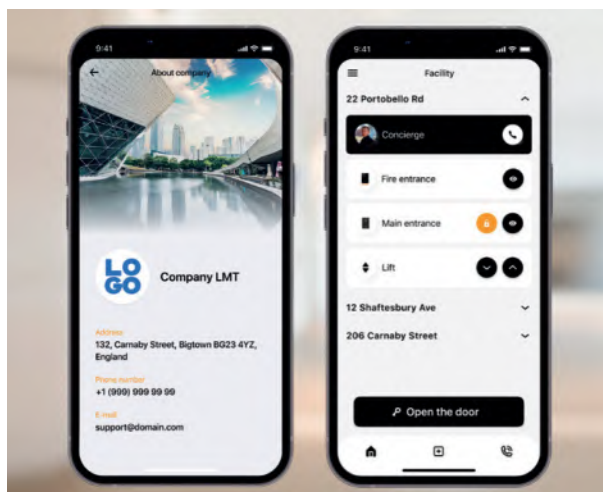 9:41
About company
LO
GO
Company LMT
Address
132, Carnaby Street, Bigtown BG23 4YZ,
England
Phone number
+1 (999) 999 99 99
E-mail
support@domain.com
9:41
Facility
22 Portobello Rd
Concierge
Fire entrance
Main entrance
Lift
12 Shaftesbury Ave
206 Carnaby Street
Open the door